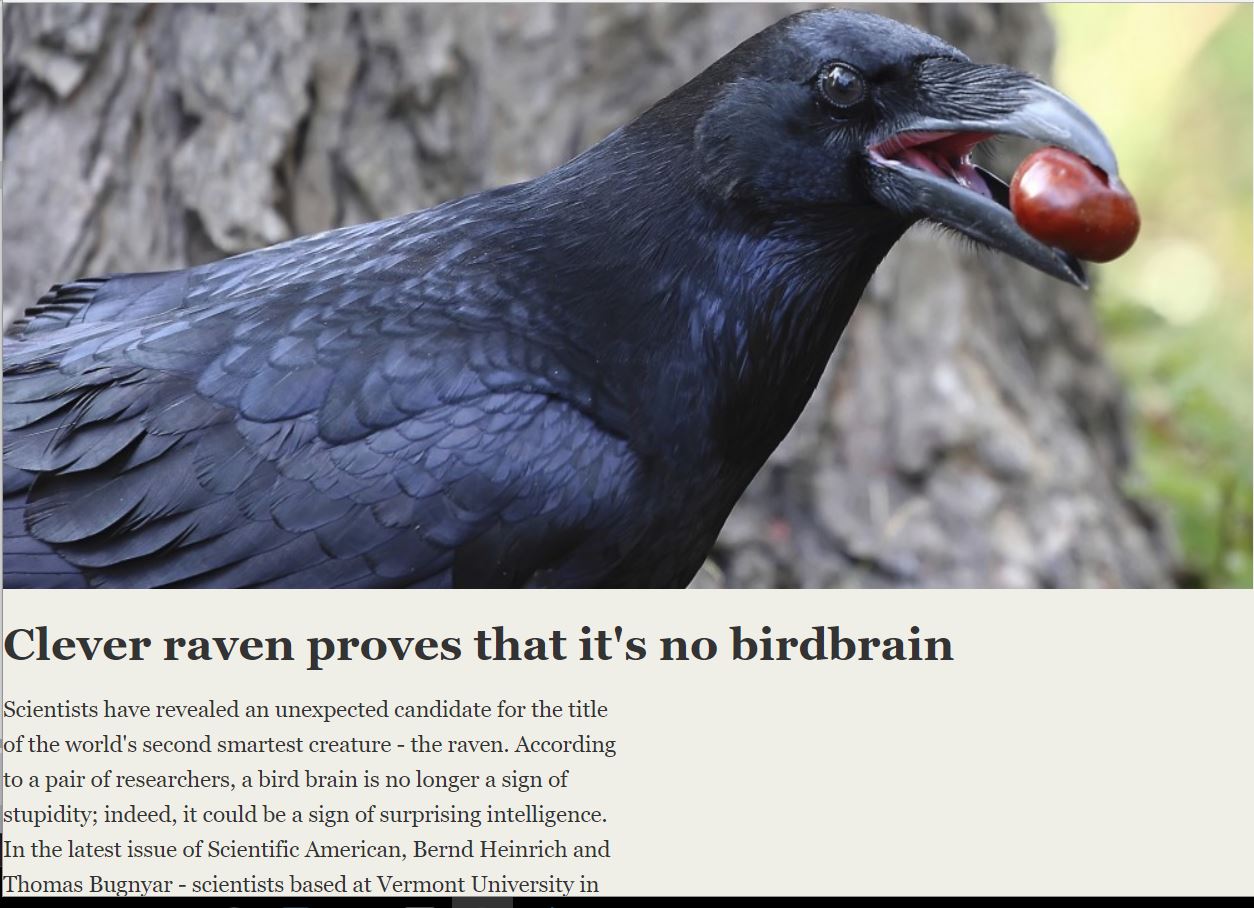 Clever raven proves that it's no birdbrain
Scientists have revealed an unexpected candidate for the title
of the world's second smartest creature - the raven. According
to a pair of researchers, a bird brain is no longer a sign of
stupidity; indeed, it could be a sign of surprising intelligence.
In the latest issue of Scientific American, Bernd Heinrich and
Thomas Bugnyar - scientists based at Vermont University in